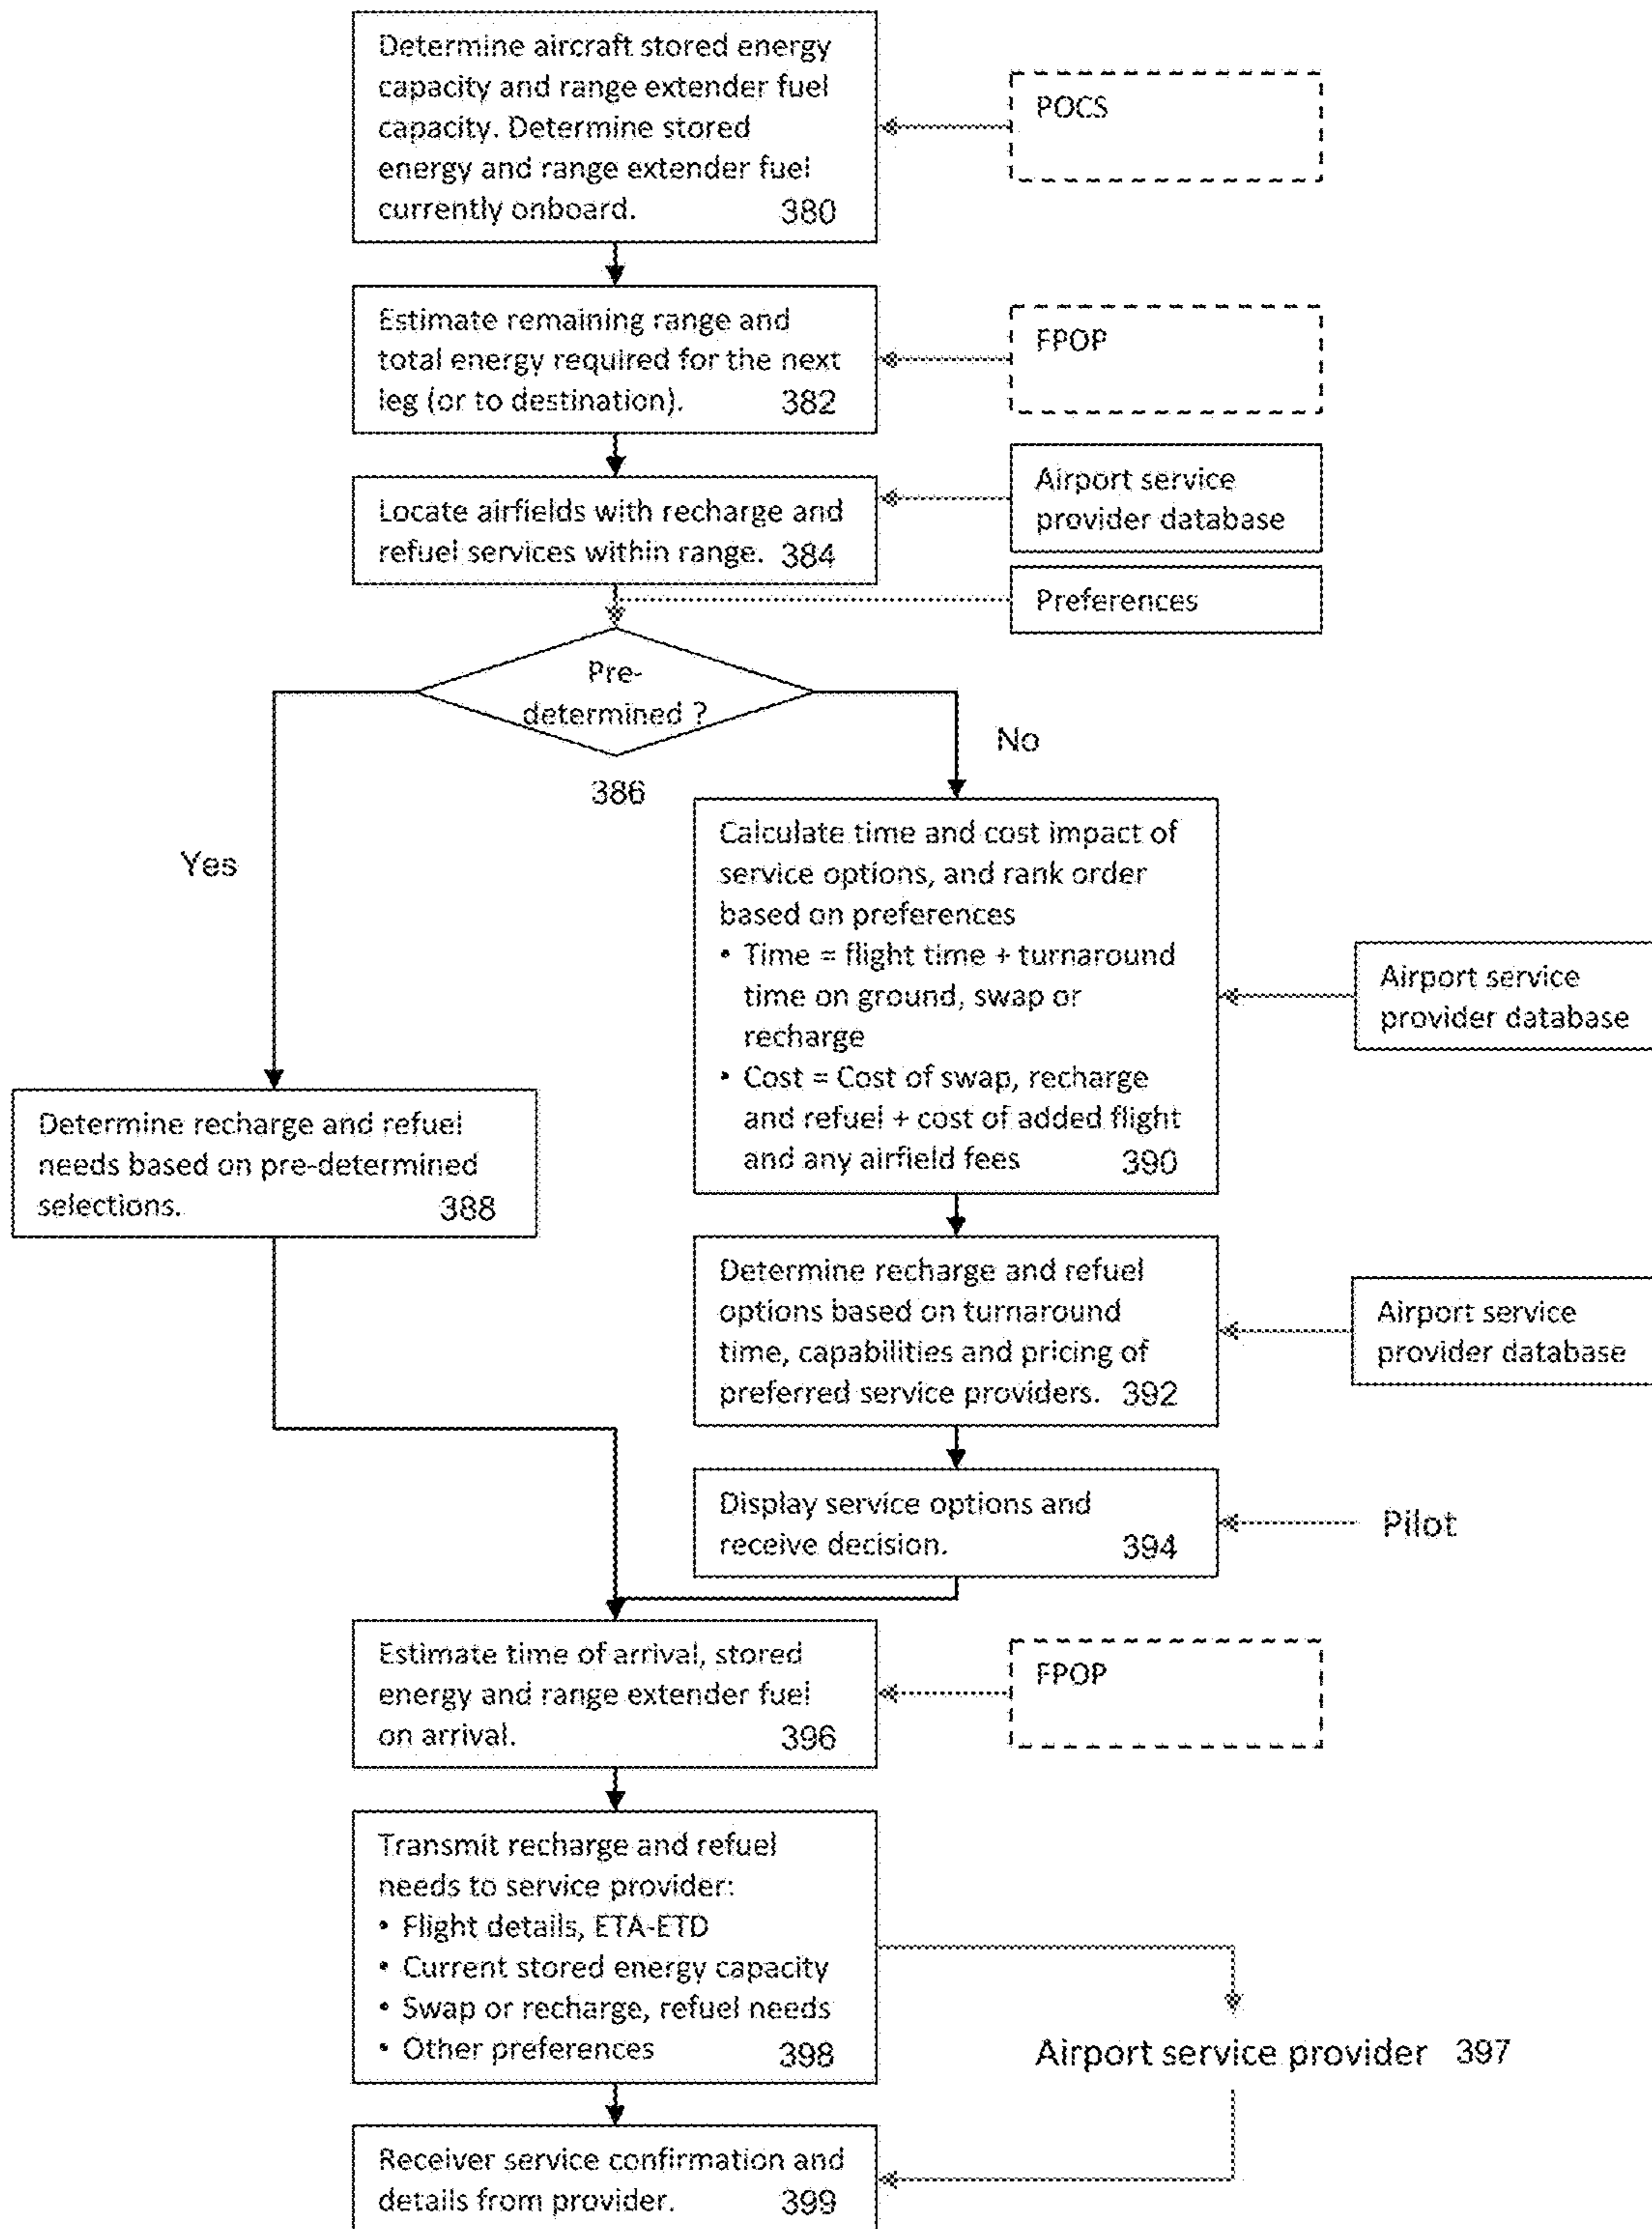 Determine aircraft stored energy
capacity and range extender fuel
capacity. Determine stored
energy and range extender fuel
currently onboard. 380
POCS
Estimate remaining range and
total energy required for the next
leg (or to destination). 382
FPOP
Locate airfields with recharge and
refuel services within range. 384
Airport service
provider database
Preferences
Pre-
determined ?
386
Yes
No
Calculate time and cost impact of
service options, and rank order
based on preferences
• Time = flight time + turnaround
time on ground, swap or
recharge
• Cost = Cost of swap, recharge
and refuel + cost of added flight
and any airfield fees 390
Airport service
provider database
Determine recharge and refuel
needs based on pre-determined
selections. 388
Determine recharge and refuel
options based on turnaround
time, capabilities and pricing of
preferred service providers. 392
Airport service
provider database
Display service options and
receive decision. 394
Pilot
Estimate time of arrival, stored
energy and range extender fuel
on arrival. 396
FPOP
Transmit recharge and refuel
needs to service provider:
• Flight details, ETA-ETD
• Current stored energy capacity
• Swap or recharge, refuel needs
• Other preferences 398
Airport service provider 397
Receiver service confirmation and
details from provider. 399